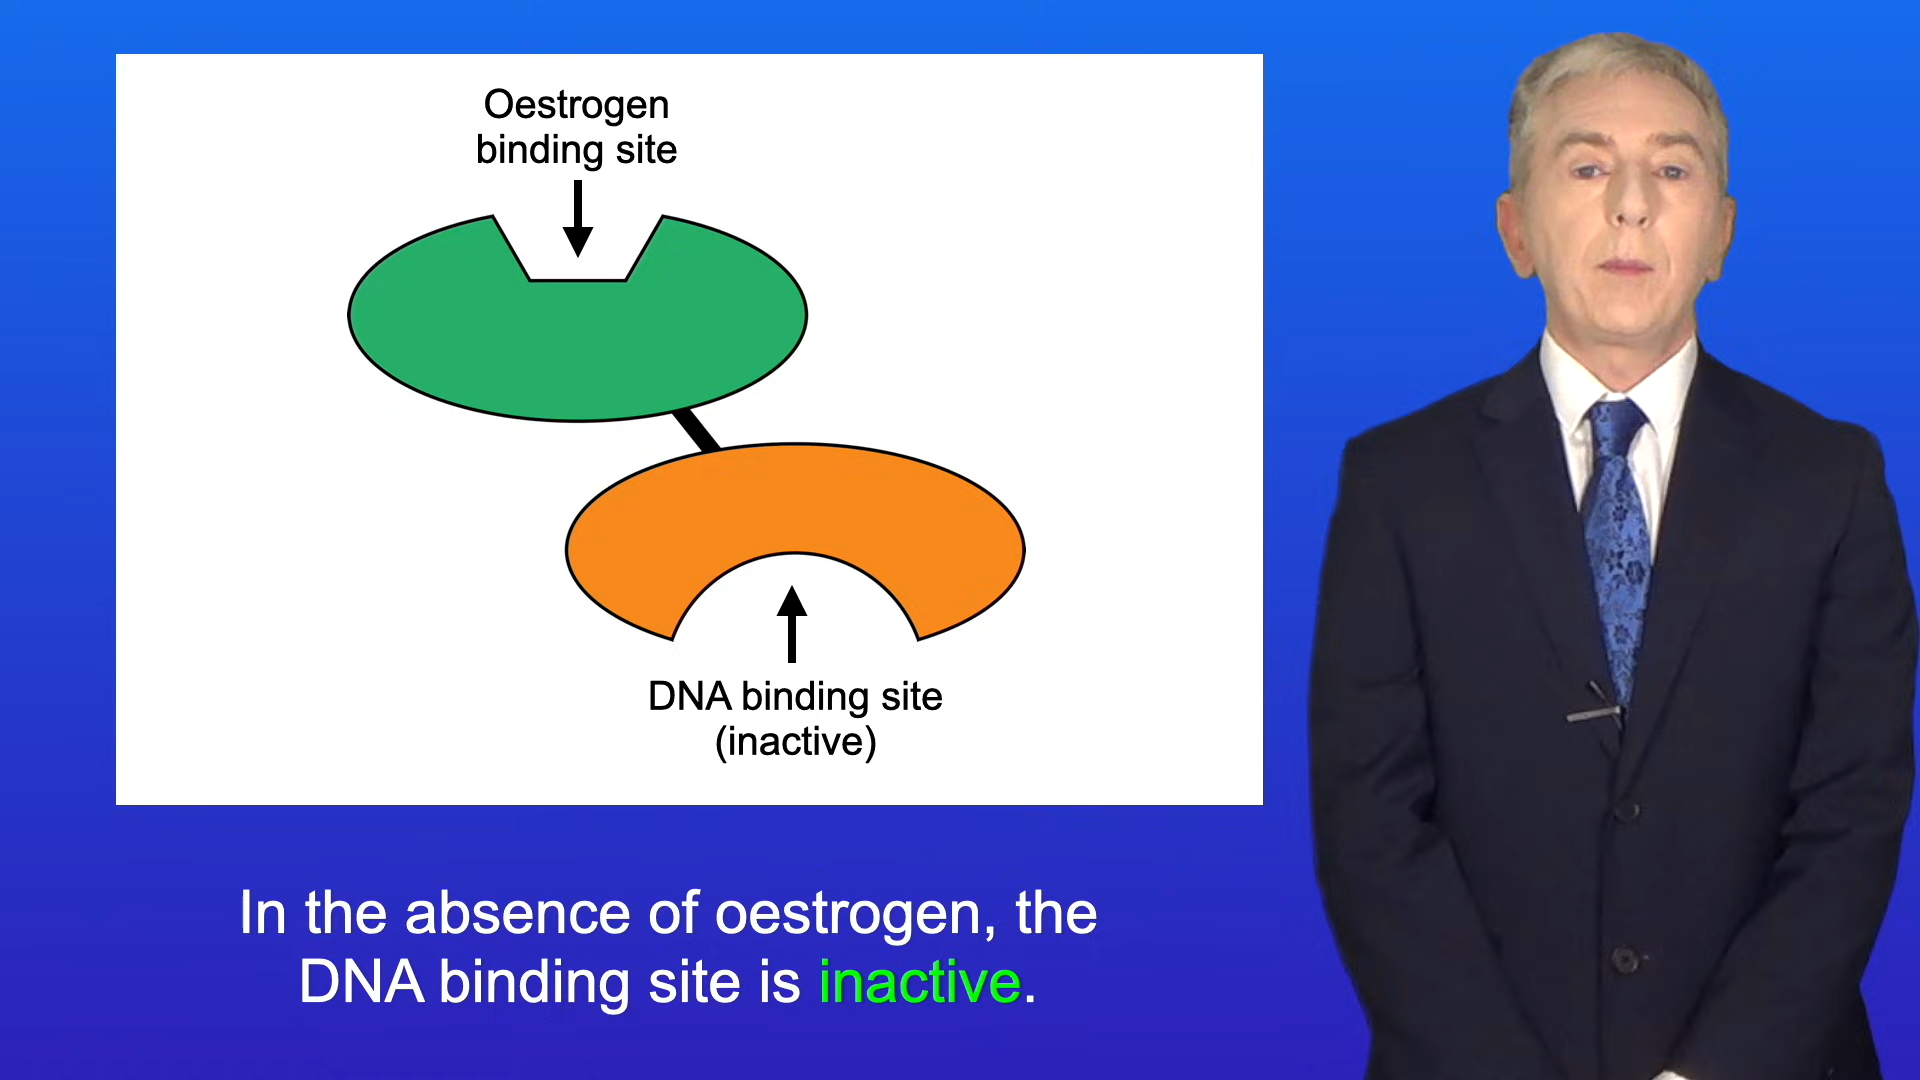 Oestrogen
binding site
DNA binding site
(inactive)
In the absence of oestrogen, the
DNA binding site is inactive.